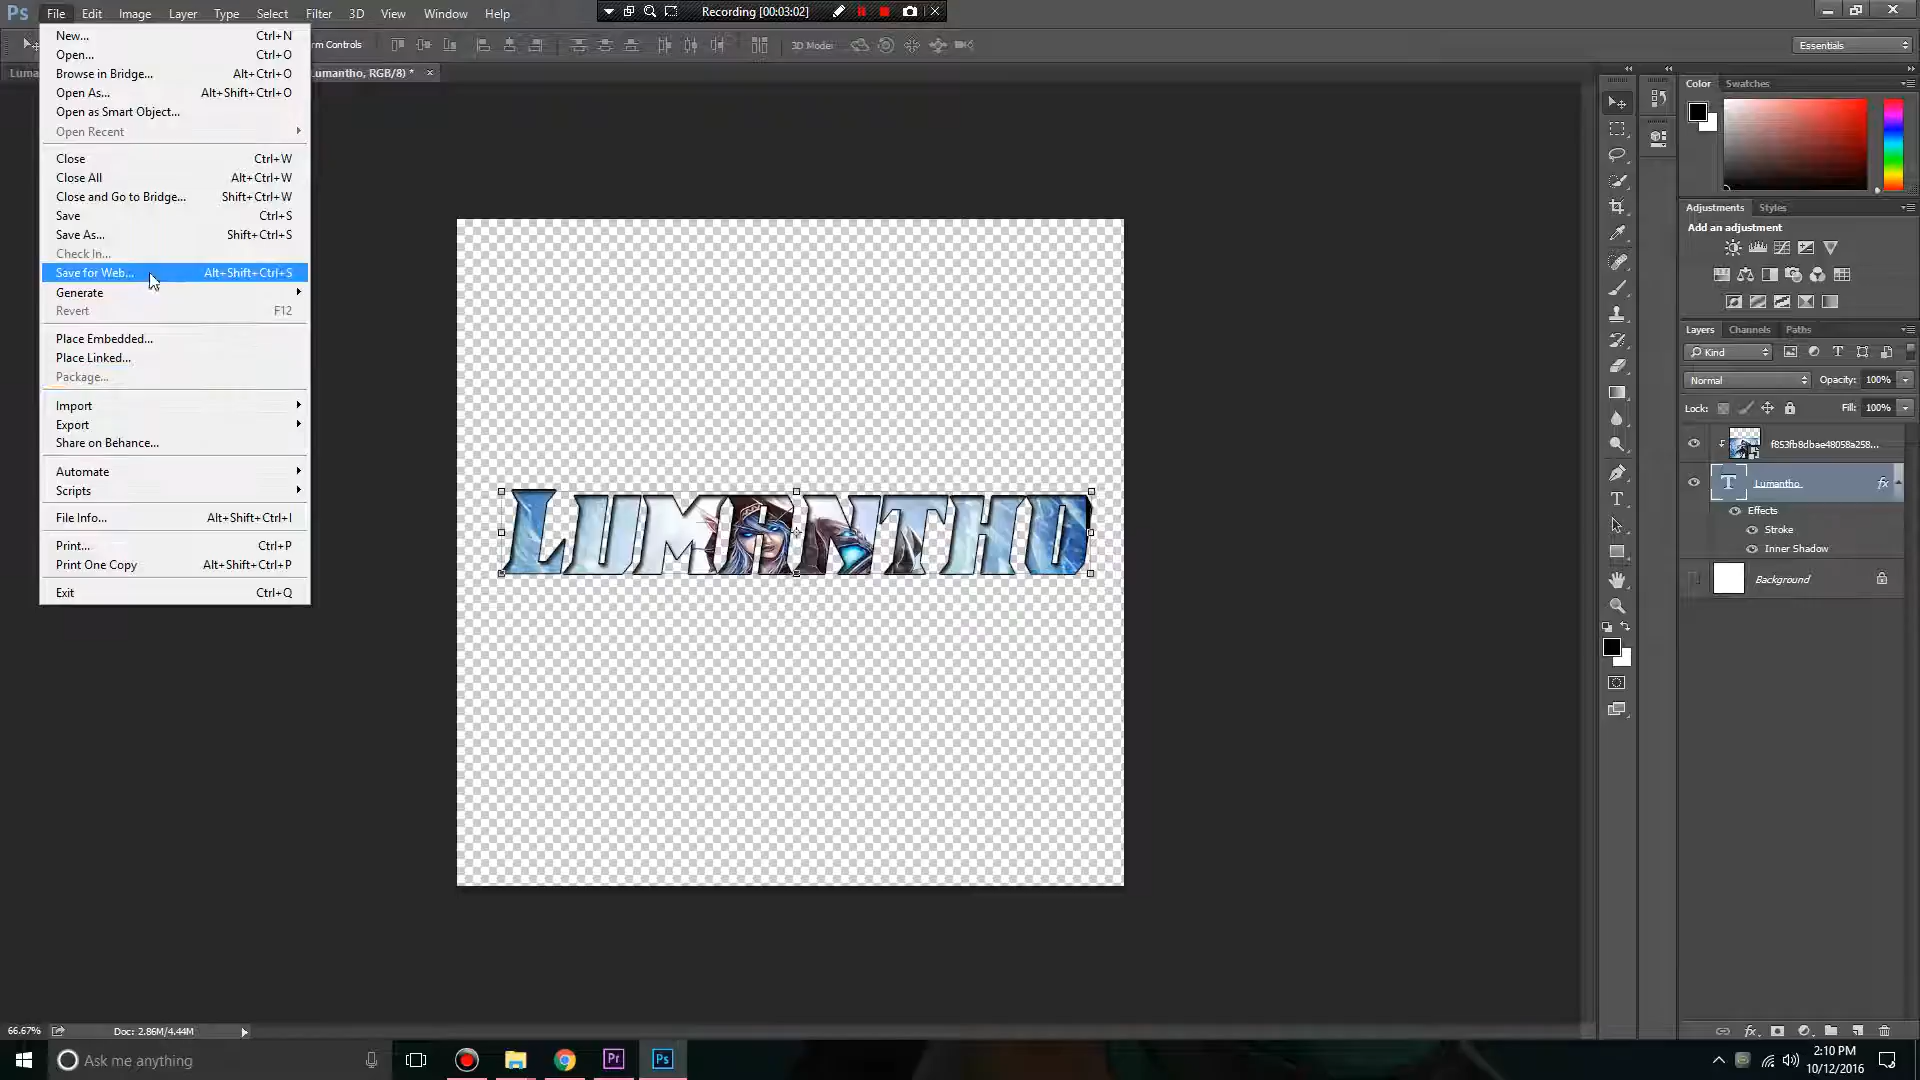 Ps File Edit Image Layer Type Select Filter 3D View Window Help
Recording [00:03:02]
rm Controls 3D Mode: Essentials
Luma umantho, RGB/8) *
New... Ctrl+N
Open... Ctrl+O
Browse in Bridge... Alt+Ctrl+O
Open As... Alt+Shift+Ctrl+O
Open as Smart Object...
Open Recent
Close Ctrl+W
Close All Alt+Ctrl+W
Close and Go to Bridge... Shift+Ctrl+W
Save Ctrl+S
Save As... Shift+Ctrl+S
Check In...
Save for Web... Alt+Shift+Ctrl+S
Generate
Revert F12
Place Embedded...
Place Linked...
Package...
Import
Export
Share on Behance...
Automate
Scripts
File Info... Alt+Shift+Ctrl+I
Print... Ctrl+P
Print One Copy Alt+Shift+Ctrl+P
Exit Ctrl+Q
LUMANTHO
Color Swatches
Adjustments Styles
Add an adjustment
Layers Channels Paths
Kind
Normal Opacity: 100%
Lock: Fill: 100%
f853fb8dbae48058a258...
Lumantho fx
Effects
Stroke
Inner Shadow
Background
66.67% Doc: 2.86M/4.44M
fx
Ask me anything Pr Ps
2:10 PM
10/12/2016